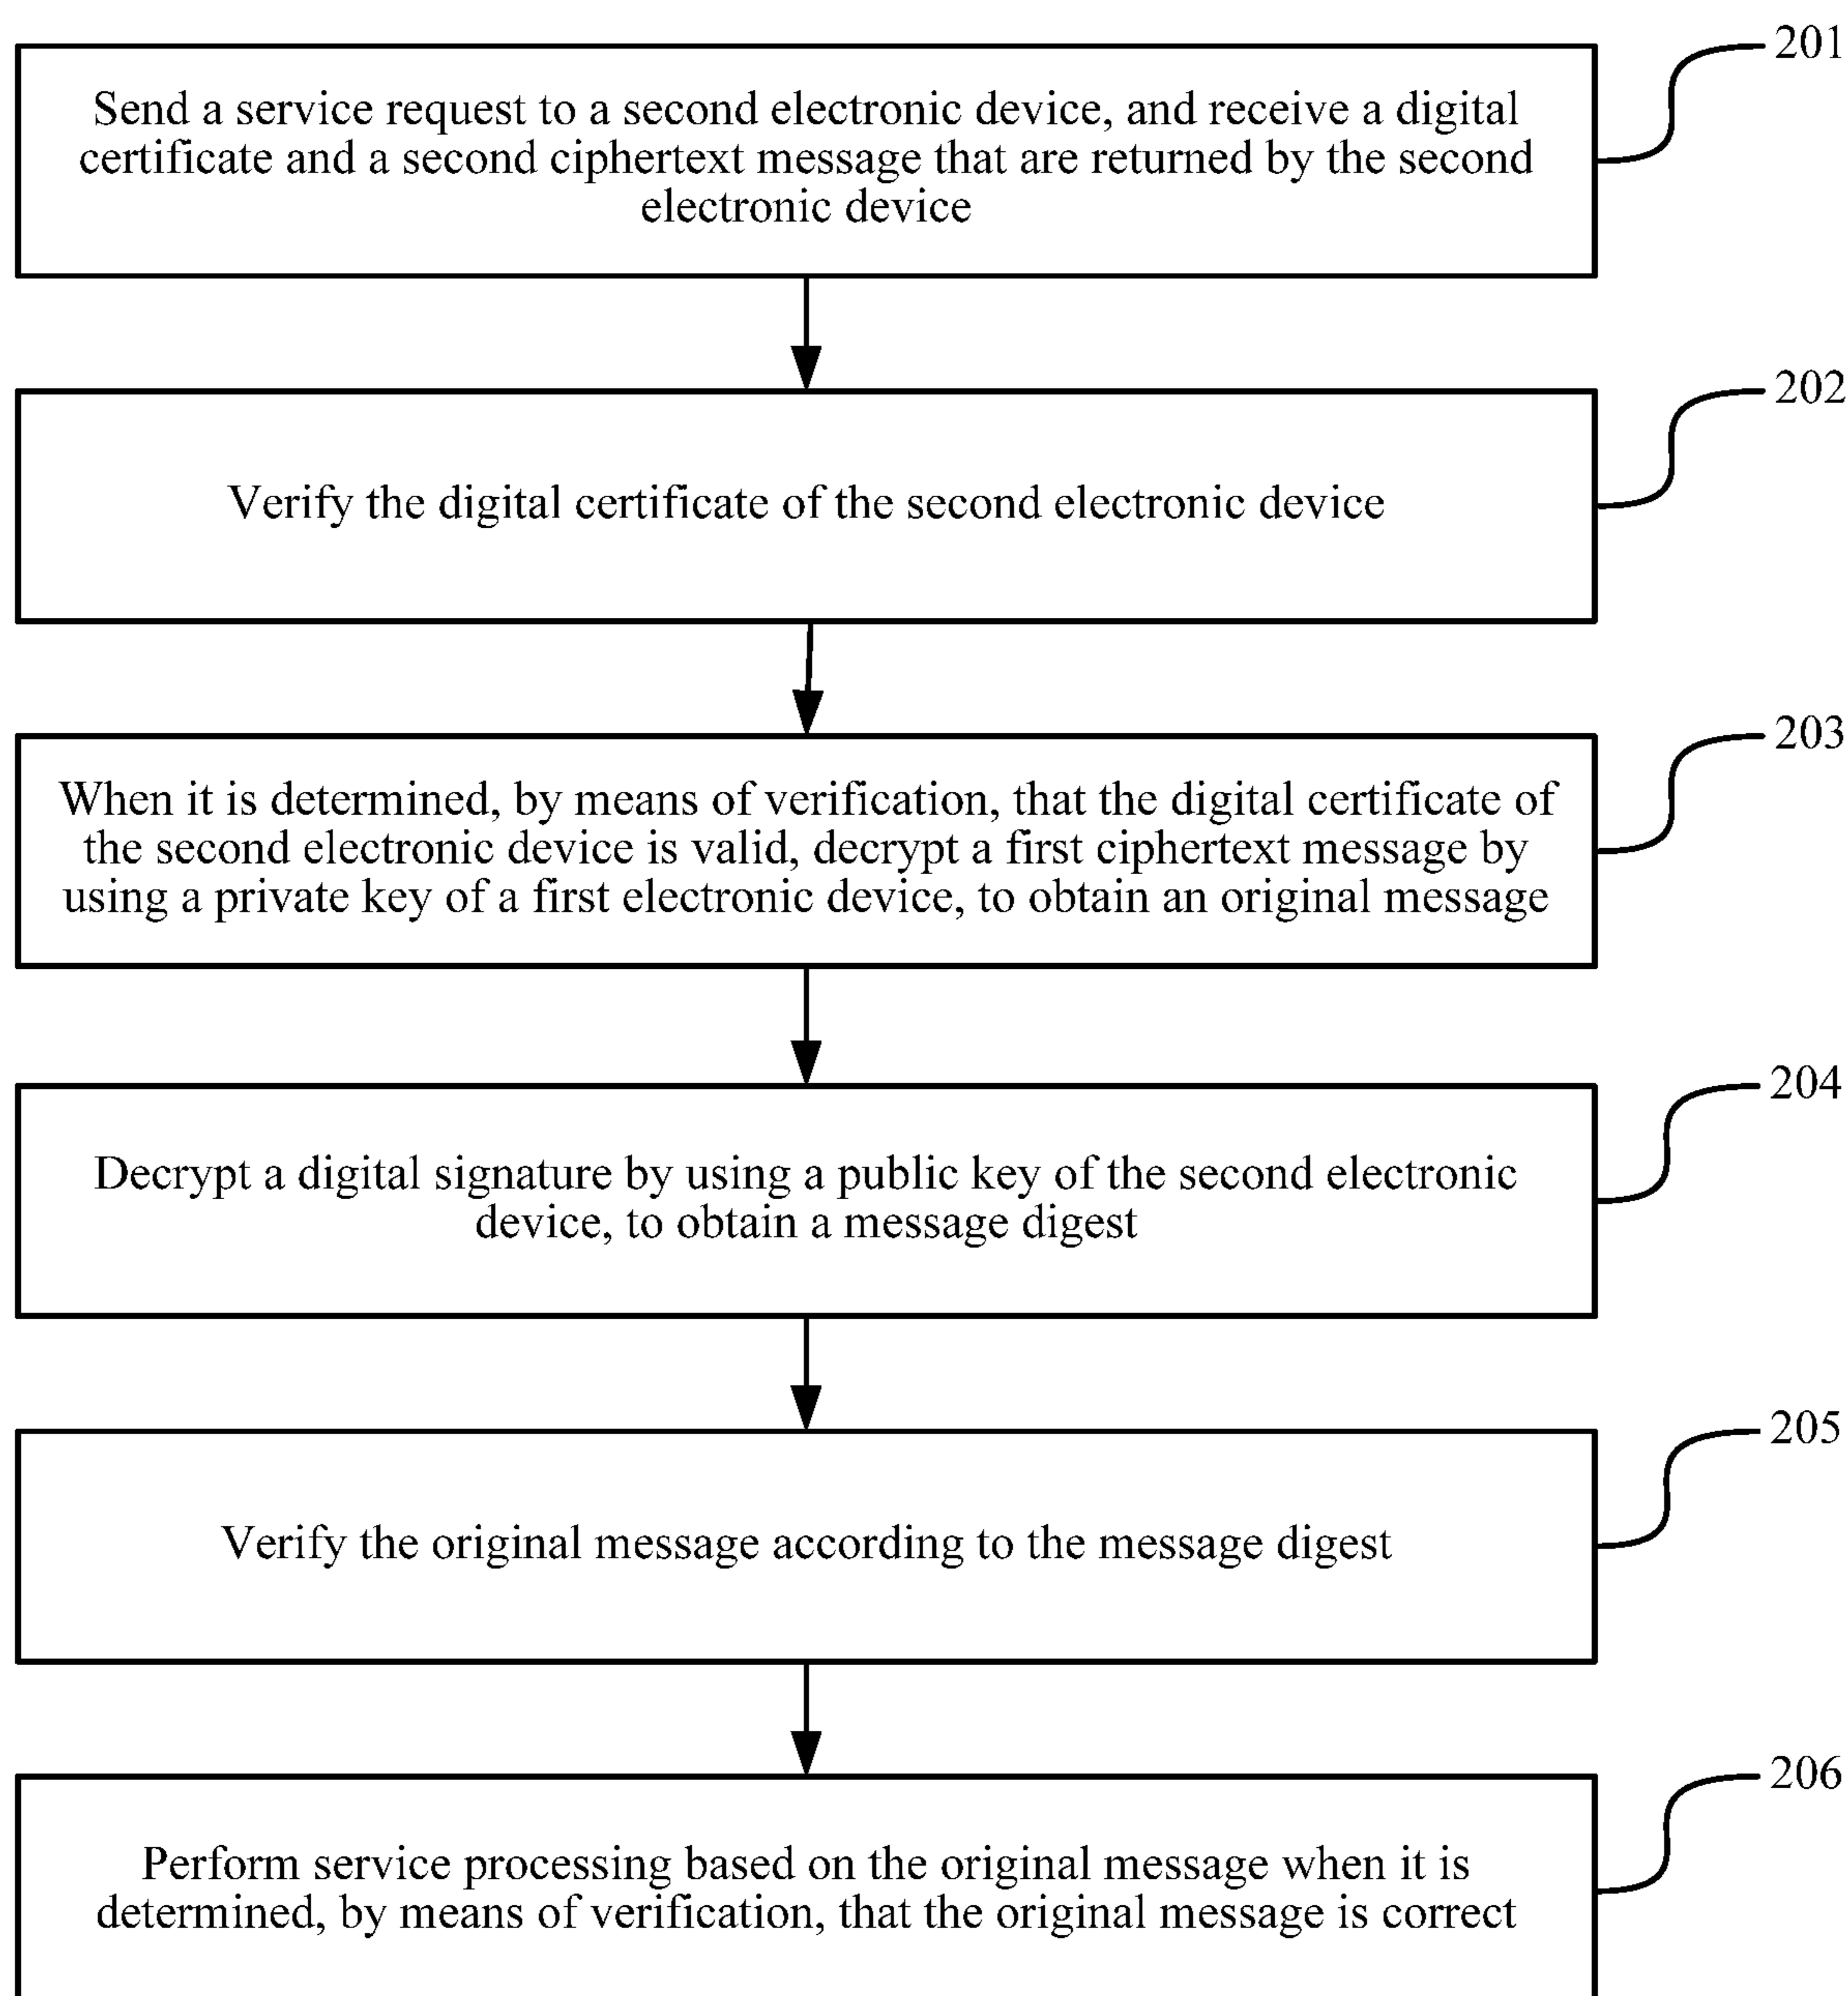 201
Send a service request to a second electronic device, and receive a digital
certificate and a second ciphertext message that are returned by the second
electronic device
202
Verify the digital certificate of the second electronic device
203
When it is determined, by means of verification, that the digital certificate of
the second electronic device is valid, decrypt a first ciphertext message by
using a private key of a first electronic device, to obtain an original message
204
Decrypt a digital signature by using a public key of the second electronic
device, to obtain a message digest
205
Verify the original message according to the message digest
206
Perform service processing based on the original message when it is
determined, by means of verification, that the original message is correct